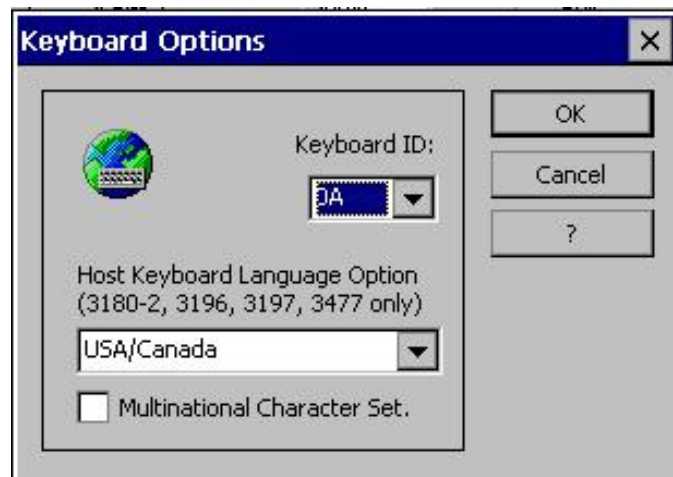 Keyboard Options
OK
Keyboard ID:
Cancel
?
Host Keyboard Language Option
(3180-2, 3196, 3197, 3477 only)
USA/Canada
Multinational Character Set.